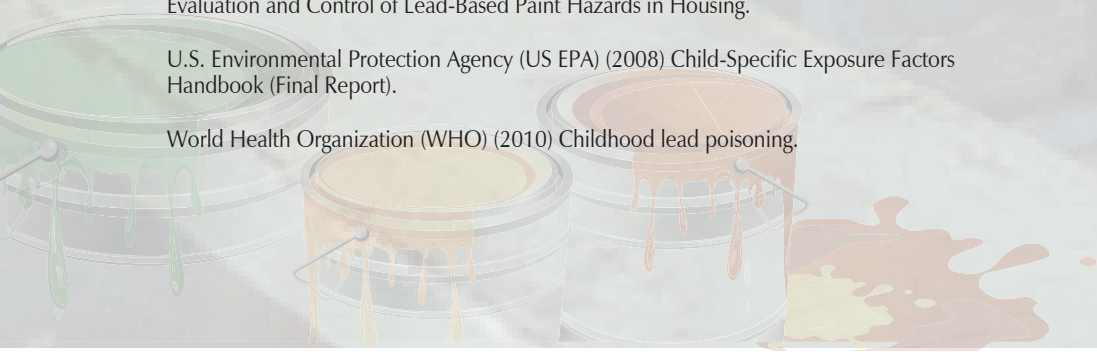 Evaluation and Control of Lead-Based Paint Hazards in Housing.
U.S. Environmental Protection Agency (US EPA) (2008) Child-Specific Exposure Factors
Handbook (Final Report).
World Health Organization (WHO) (2010) Childhood lead poisoning.